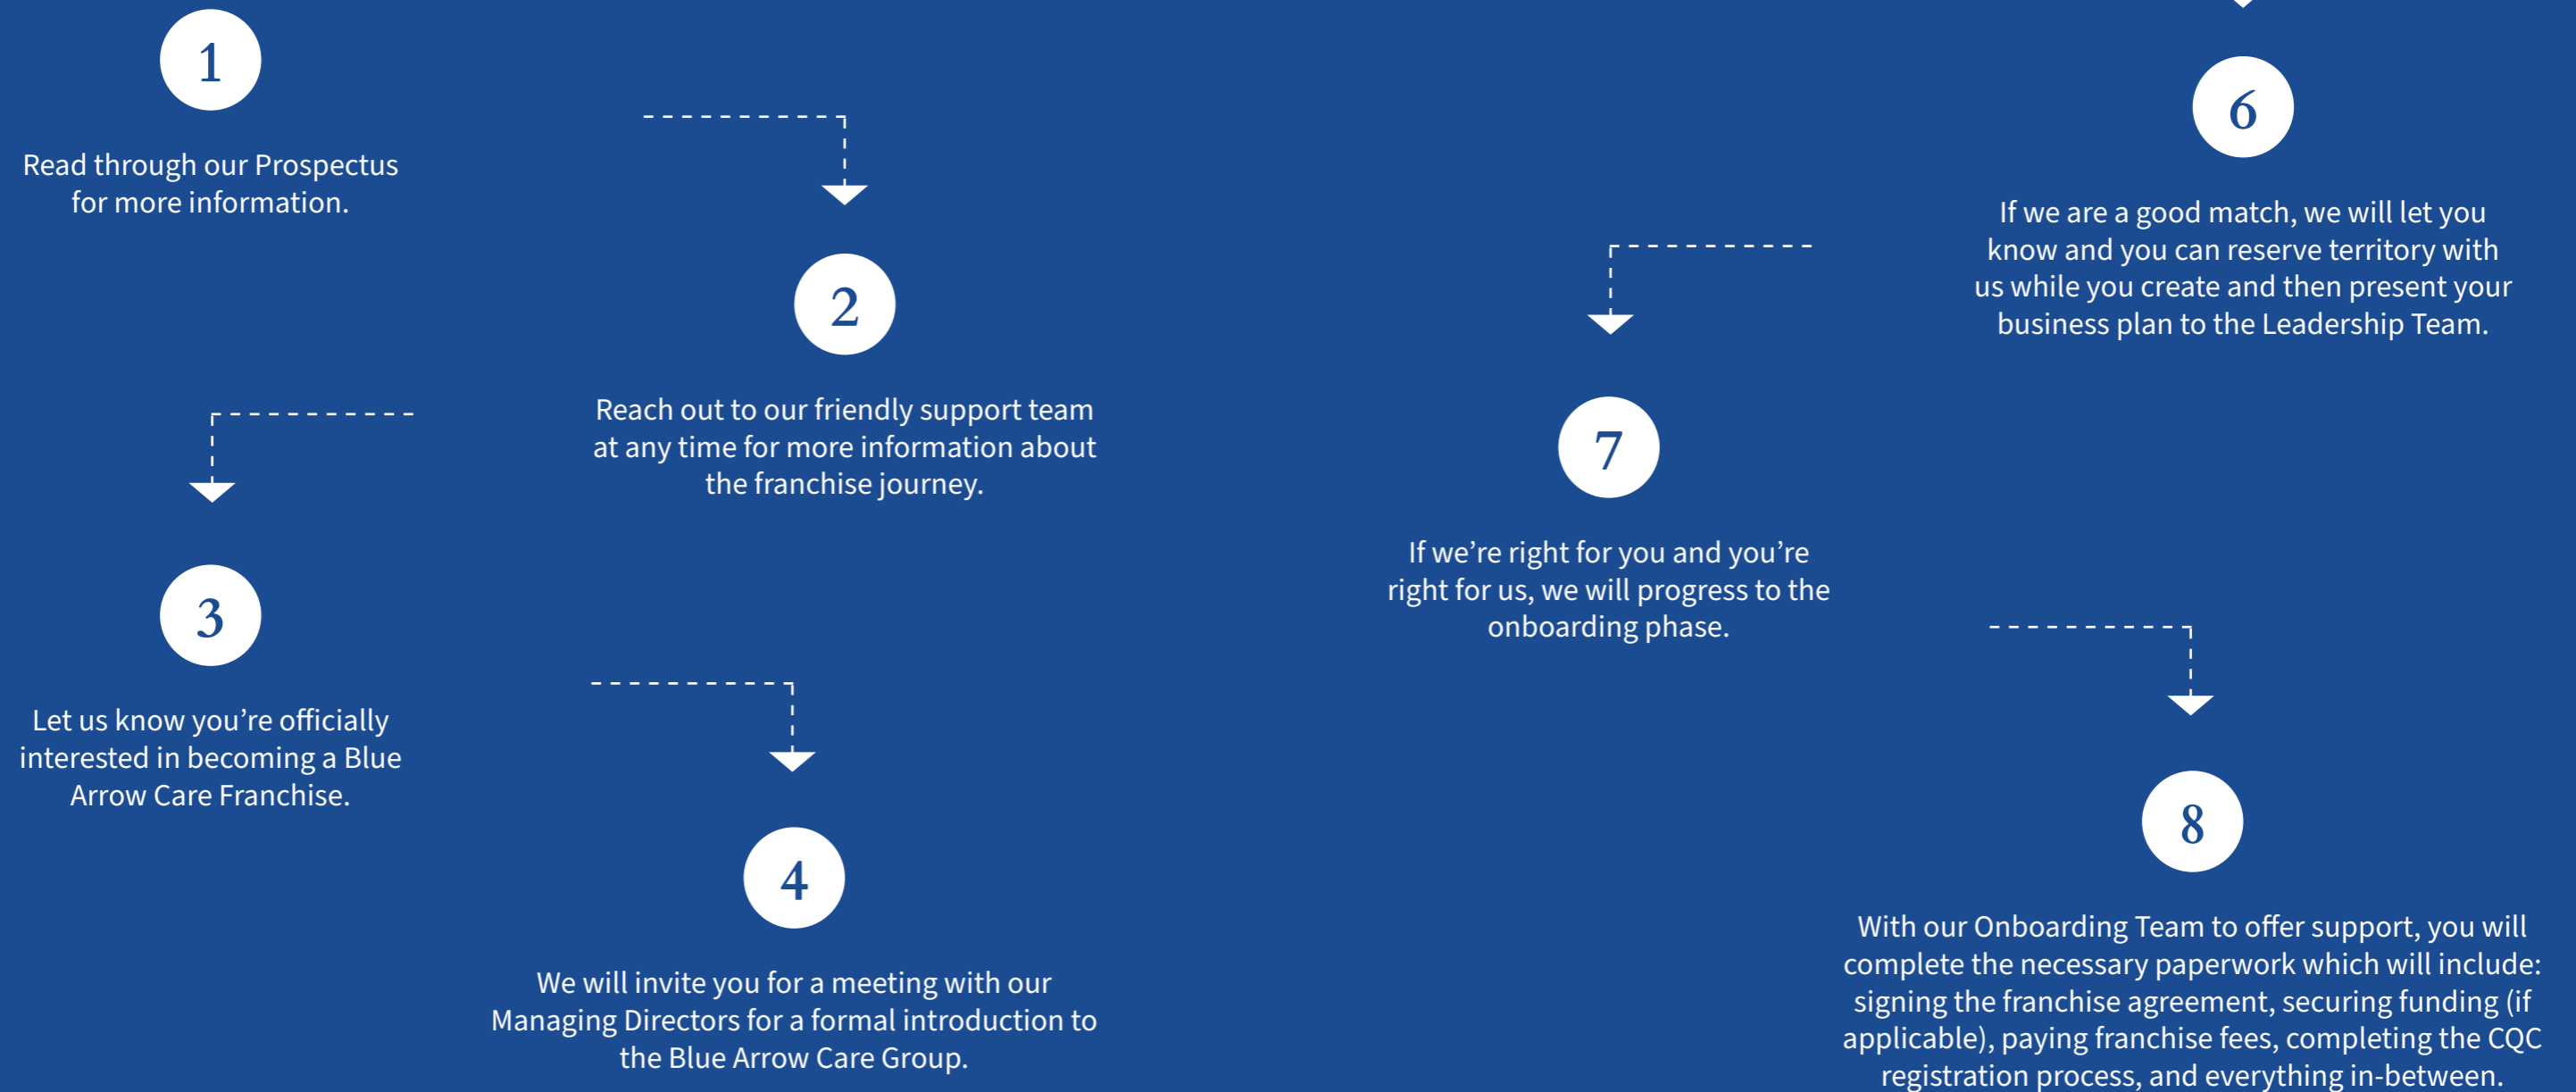 1
Read through our Prospectus
for more information.
2
Reach out to our friendly support team
at any time for more information about
the franchise journey.
3
Let us know you’re officially
interested in becoming a Blue
Arrow Care Franchise.
4
We will invite you for a meeting with our
Managing Directors for a formal introduction to
the Blue Arrow Care Group.
6
If we are a good match, we will let you
know and you can reserve territory with
us while you create and then present your
business plan to the Leadership Team.
7
If we’re right for you and you’re
right for us, we will progress to the
onboarding phase.
8
With our Onboarding Team to offer support, you will
complete the necessary paperwork which will include:
signing the franchise agreement, securing funding (if
applicable), paying franchise fees, completing the CQC
registration process, and everything in-between.